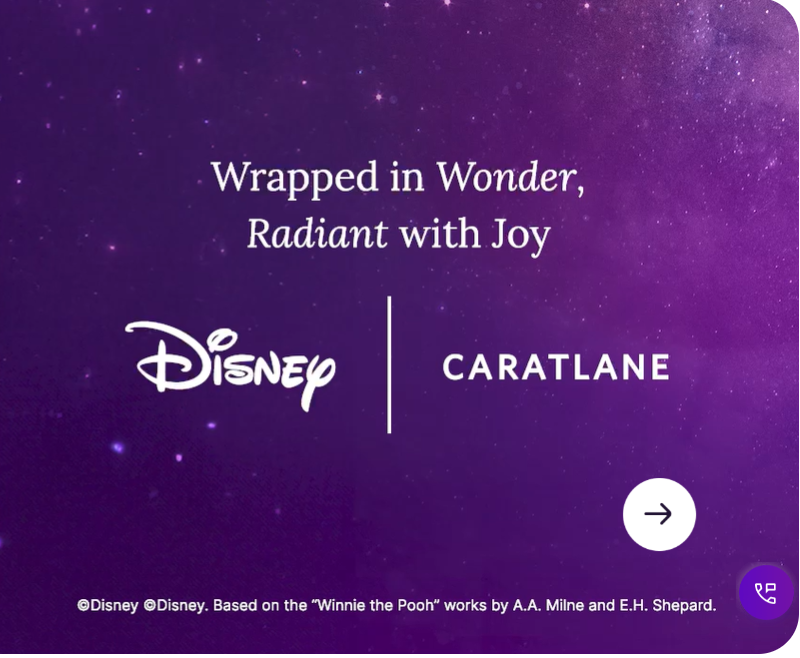 Wrapped in Wonder,
Radiant with Joy
Disney
CARATLANE
©Disney ©Disney. Based on the “Winnie the Pooh” works by A.A. Milne and E.H. Shepard.